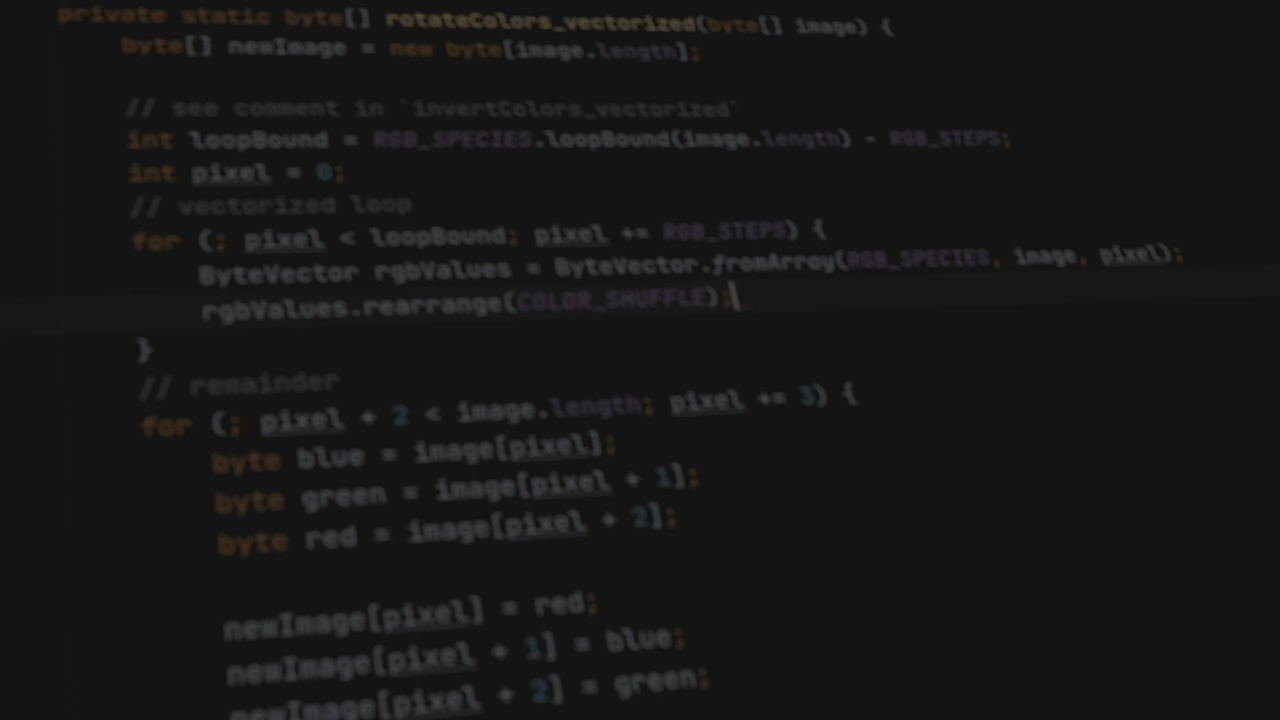 private static byte[] rotateColors_vectorized(byte[] image) {
byte[] newImage = new byte[image.length];
// see comment in `invertColors_vectorized`
int loopBound = RGB_SPECIES.loopBound(image.length) - RGB_STEPS;
int pixel = 0;
// vectorized loop
for (; pixel < loopBound; pixel += RGB_STEPS) {
ByteVector rgbValues = ByteVector.fromArray(RGB_SPECIES, image, pixel);
rgbValues.rearrange(COLOR_SHUFFLE);
}
// remainder
for (; pixel + 2 < image.length; pixel += 3) {
byte blue = image[pixel];
byte green = image[pixel + 1];
byte red = image[pixel + 2];
newImage[pixel] = red;
newImage[pixel + 1] = blue;
newImage[pixel + 2] = green;